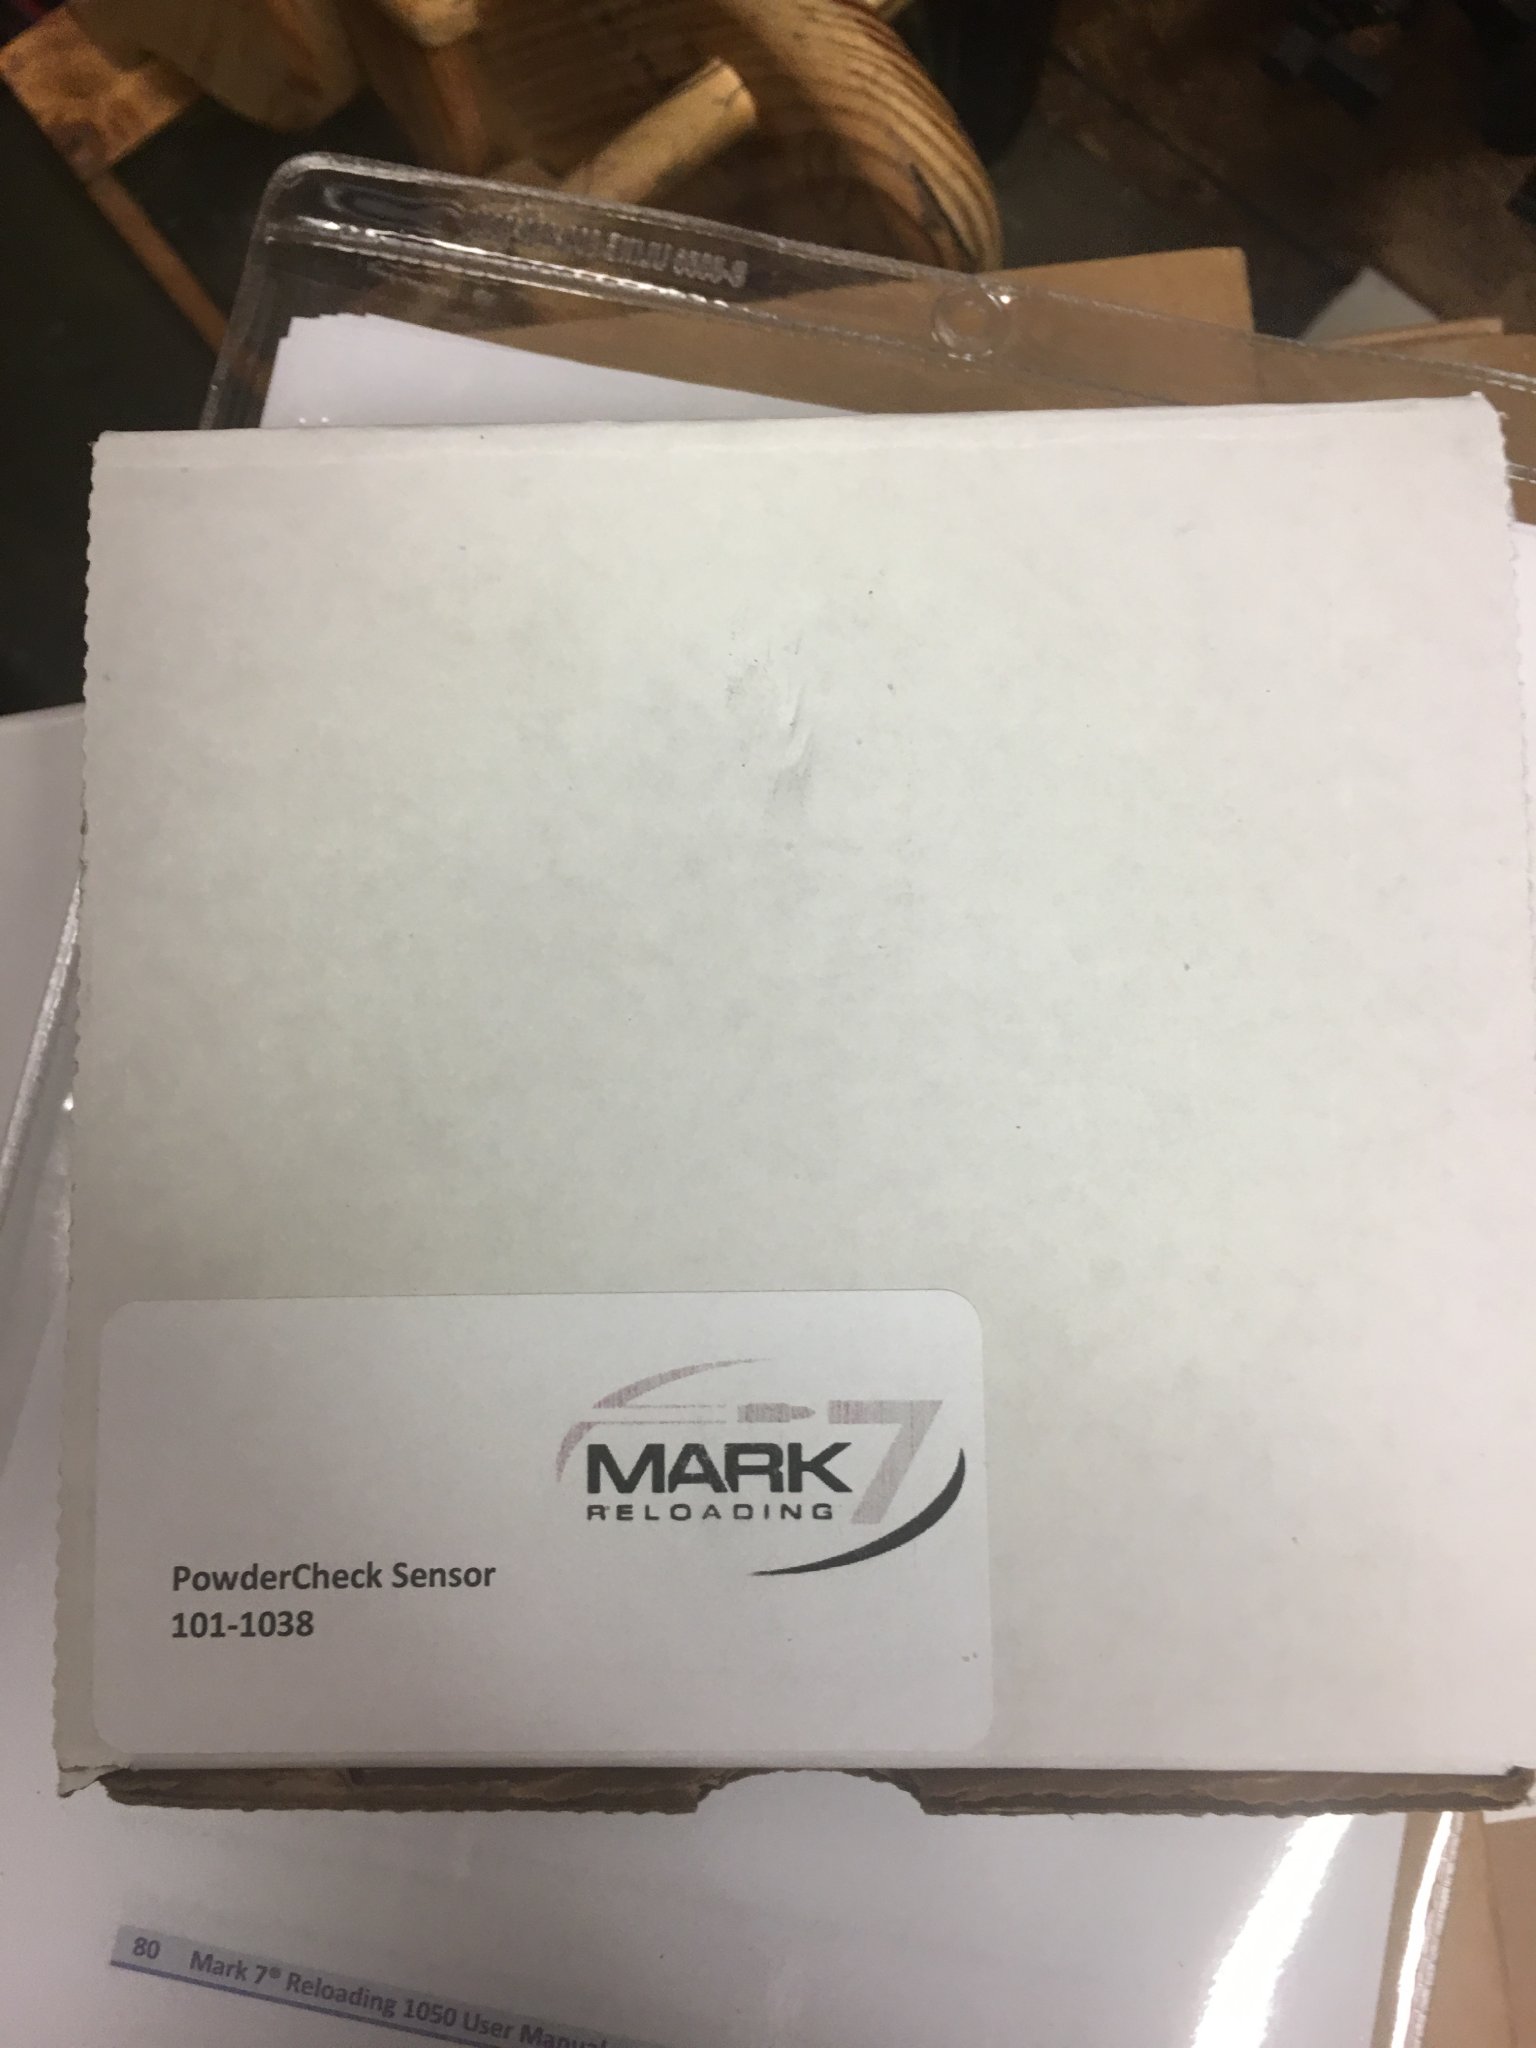 MARK 7
RELOADING
PowderCheck Sensor
101-1038
80 Mark 7® Reloading 1050 User Manual